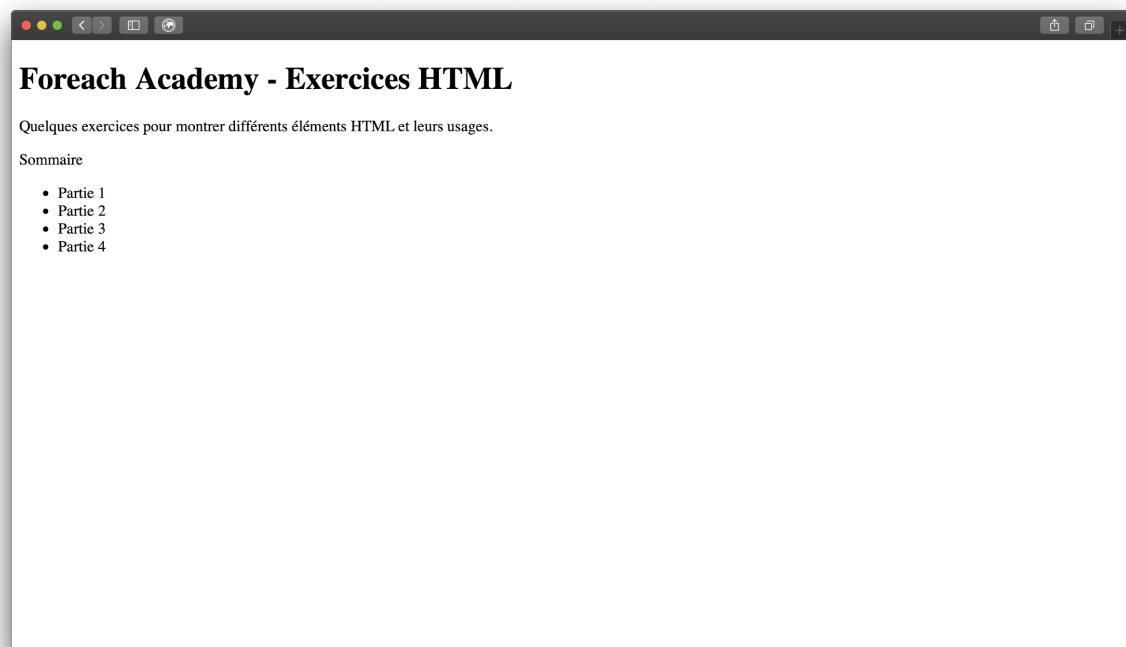 Foreach Academy - Exercices HTML
Quelques exercices pour montrer différents éléments HTML et leurs usages.
Sommaire
Partie 1
Partie 2
Partie 3
Partie 4